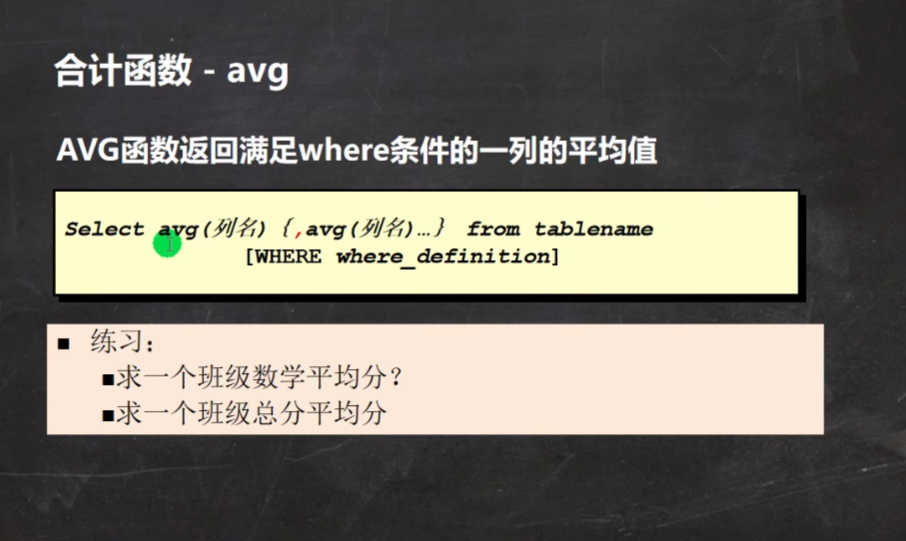 合计函数 - avg
AVG函数返回满足where条件的一列的平均值
Select avg(列名)｛,avg(列名)…｝ from tablename
[WHERE where_definition]
■ 练习：
■求一个班级数学平均分？
■求一个班级总分平均分